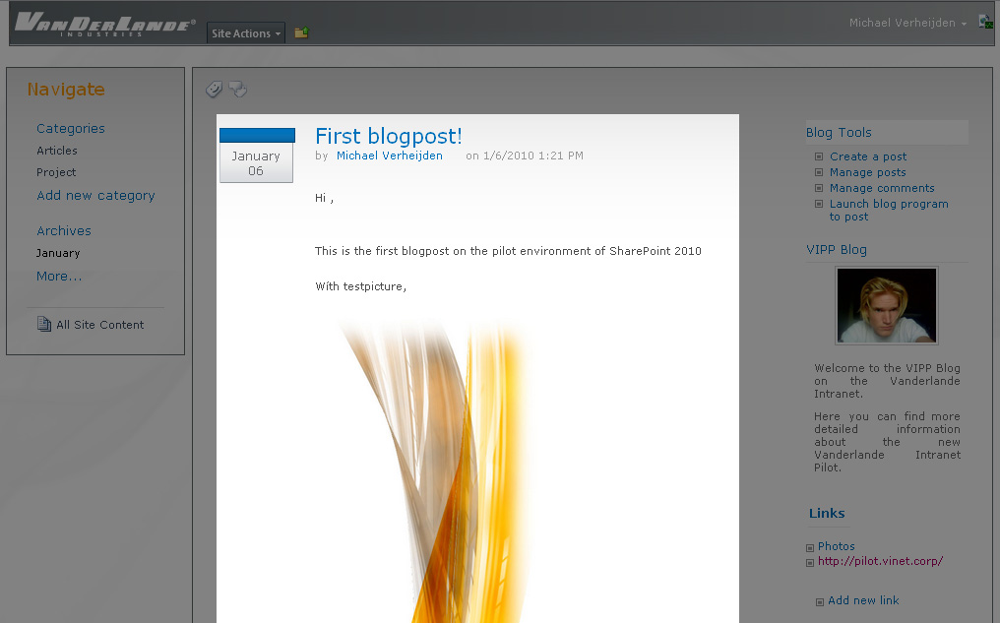 VANDERLANDE®
INDUSTRIES
Site Actions
Michael Verheijden
Navigate
Categories
Articles
Project
Add new category
Archives
January
More...
All Site Content
January
06
First blogpost!
by Michael Verheijden on 1/6/2010 1:21 PM
Hi ,
This is the first blogpost on the pilot environment of SharePoint 2010
With testpicture,
Blog Tools
Create a post
Manage posts
Manage comments
Launch blog program
to post
VIPP Blog
Welcome to the VIPP Blog
on the Vanderlande
Intranet.
Here you can find more
detailed information
about the new
Vanderlande Intranet
Pilot.
Links
Photos
http://pilot.vinet.corp/
Add new link